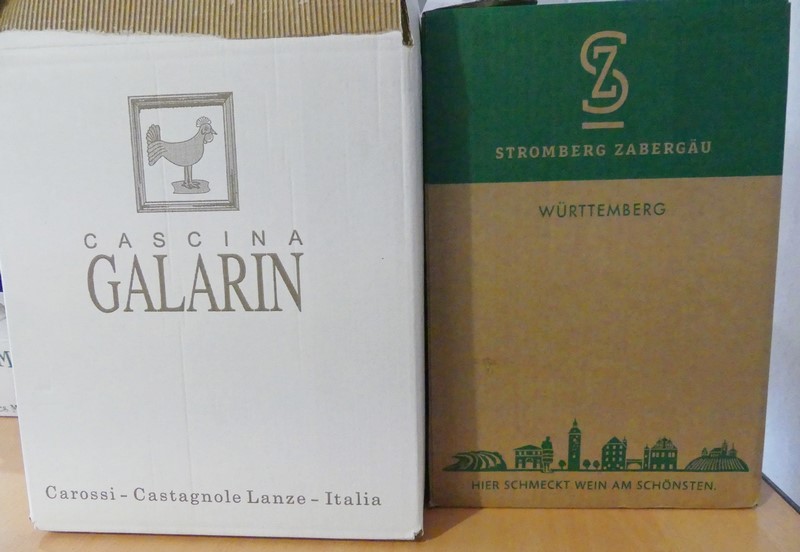 CASCINA
GALARIN
Carossi - Castagnole Lanze - Italia
SZ
STROMBERG ZABERGÄU
WÜRTTEMBERG
HIER SCHMECKT WEIN AM SCHÖNSTEN.